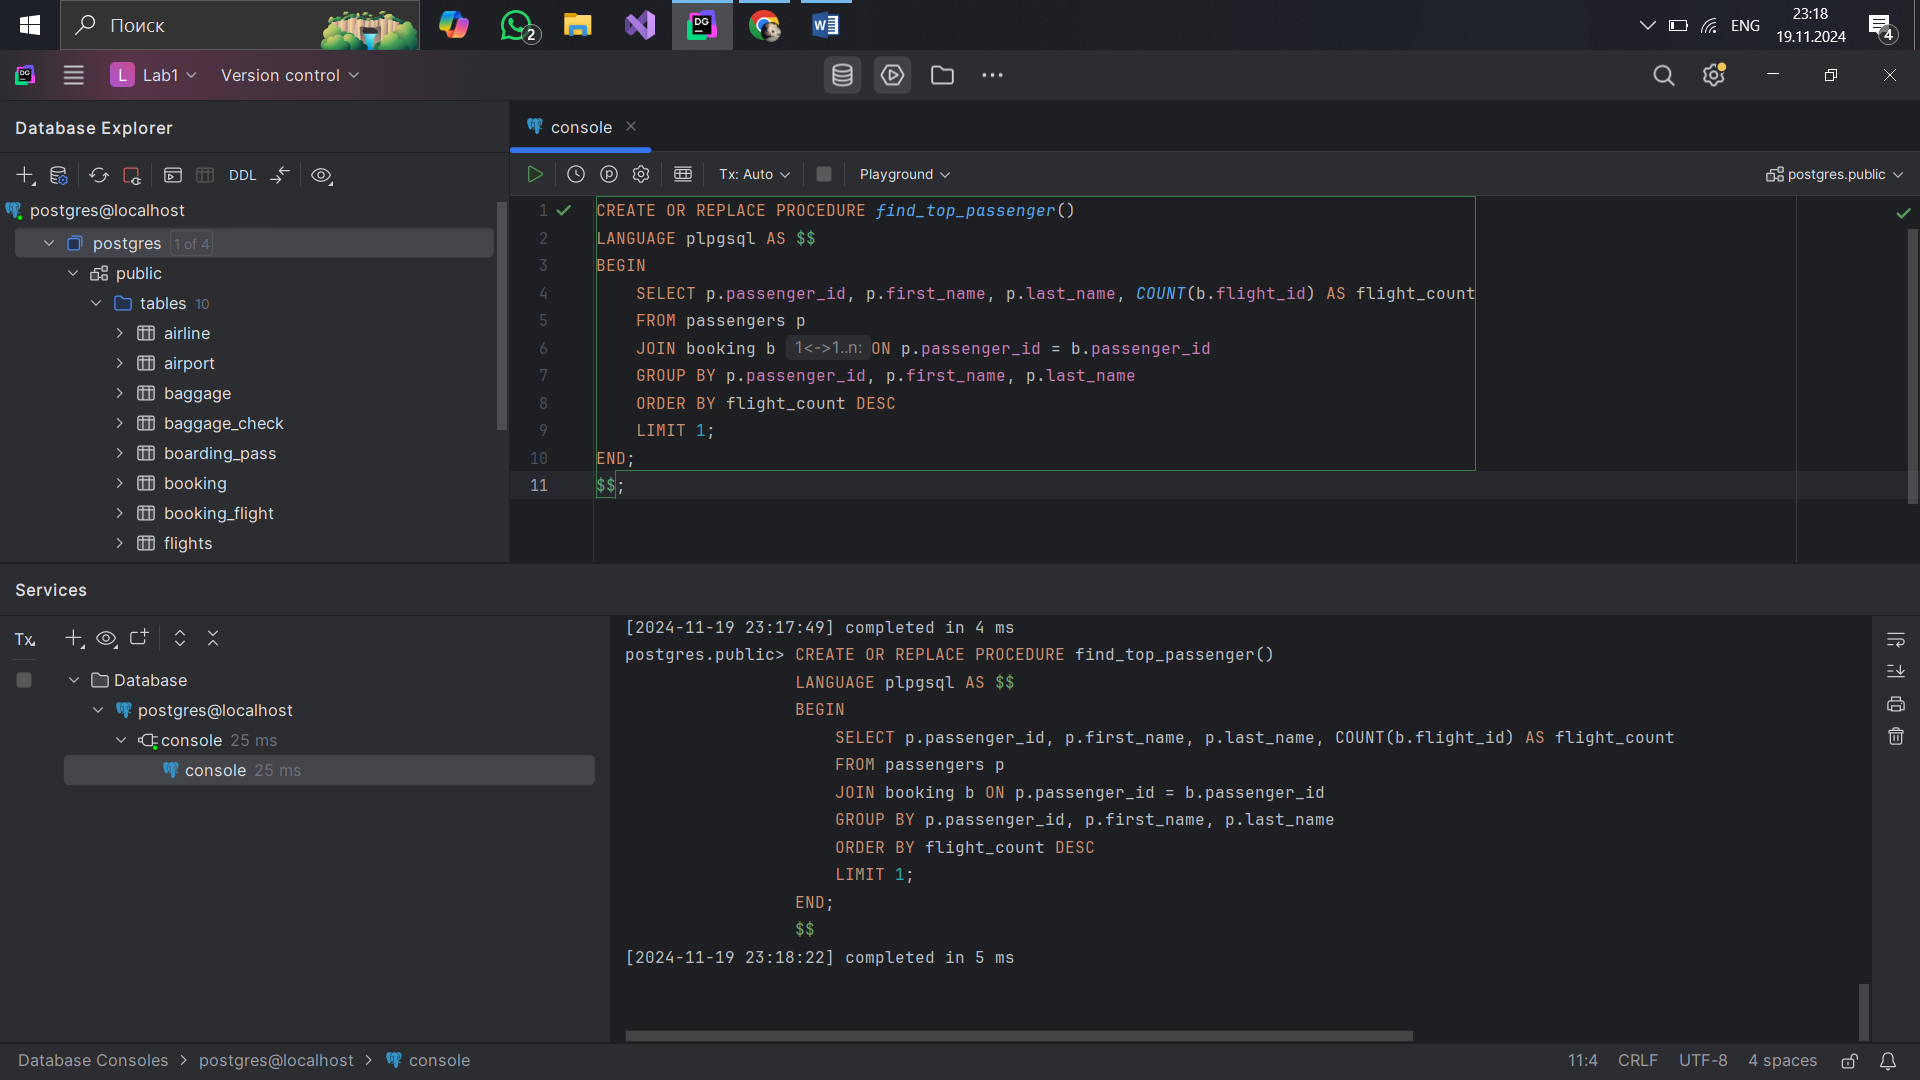 Поиск
2
ENG
23:18
19.11.2024
4
L
Lab1
Version control
Database Explorer
console
DDL
Tx: Auto
Playground
postgres.public
postgres@localhost
postgres 1 of 4
public
tables 10
airline
airport
baggage
baggage_check
boarding_pass
booking
booking_flight
flights
1 CREATE OR REPLACE PROCEDURE find_top_passenger()
2 LANGUAGE plpgsql AS $$
3 BEGIN
4 SELECT p.passenger_id, p.first_name, p.last_name, COUNT(b.flight_id) AS flight_count
5 FROM passengers p
6 JOIN booking b 1<->1..n: ON p.passenger_id = b.passenger_id
7 GROUP BY p.passenger_id, p.first_name, p.last_name
8 ORDER BY flight_count DESC
9 LIMIT 1;
10 END;
11 $$;
Services
Tx
Database
postgres@localhost
console 25 ms
console 25 ms
[2024-11-19 23:17:49] completed in 4 ms
postgres.public> CREATE OR REPLACE PROCEDURE find_top_passenger()
LANGUAGE plpgsql AS $$
BEGIN
SELECT p.passenger_id, p.first_name, p.last_name, COUNT(b.flight_id) AS flight_count
FROM passengers p
JOIN booking b ON p.passenger_id = b.passenger_id
GROUP BY p.passenger_id, p.first_name, p.last_name
ORDER BY flight_count DESC
LIMIT 1;
END;
$$
[2024-11-19 23:18:22] completed in 5 ms
Database Consoles > postgres@localhost > console
11:4 CRLF UTF-8 4 spaces